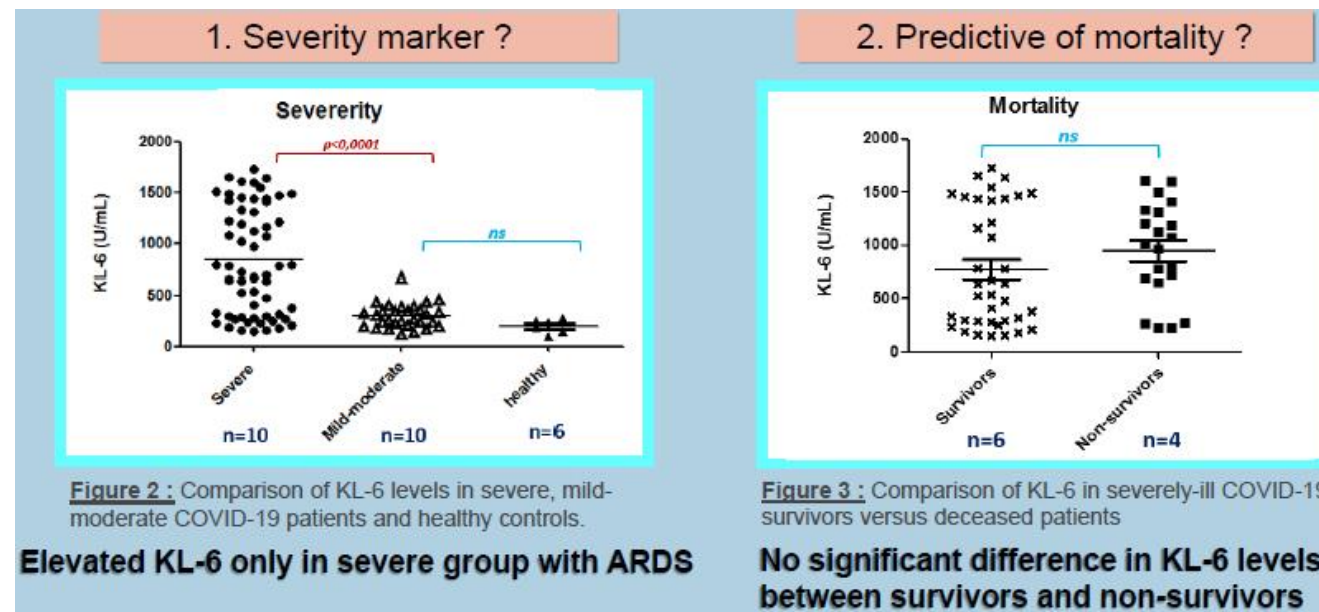 1. Severity marker ?
Severerity
2000
1500
1000
500
0
KL-6 (U/mL)
p<0,0001
ns
Severe
Mild-moderate
healthy
n=10
n=10
n=6
Figure 2 : Comparison of KL-6 levels in severe, mild-
moderate COVID-19 patients and healthy controls.
Elevated KL-6 only in severe group with ARDS
2. Predictive of mortality ?
Mortality
2000
1500
1000
500
0
KL-6 (U/mL)
ns
Survivors
Non-survivors
n=6
n=4
Figure 3 : Comparison of KL-6 in severely-ill COVID-19
survivors versus deceased patients
No significant difference in KL-6 levels
between survivors and non-survivors